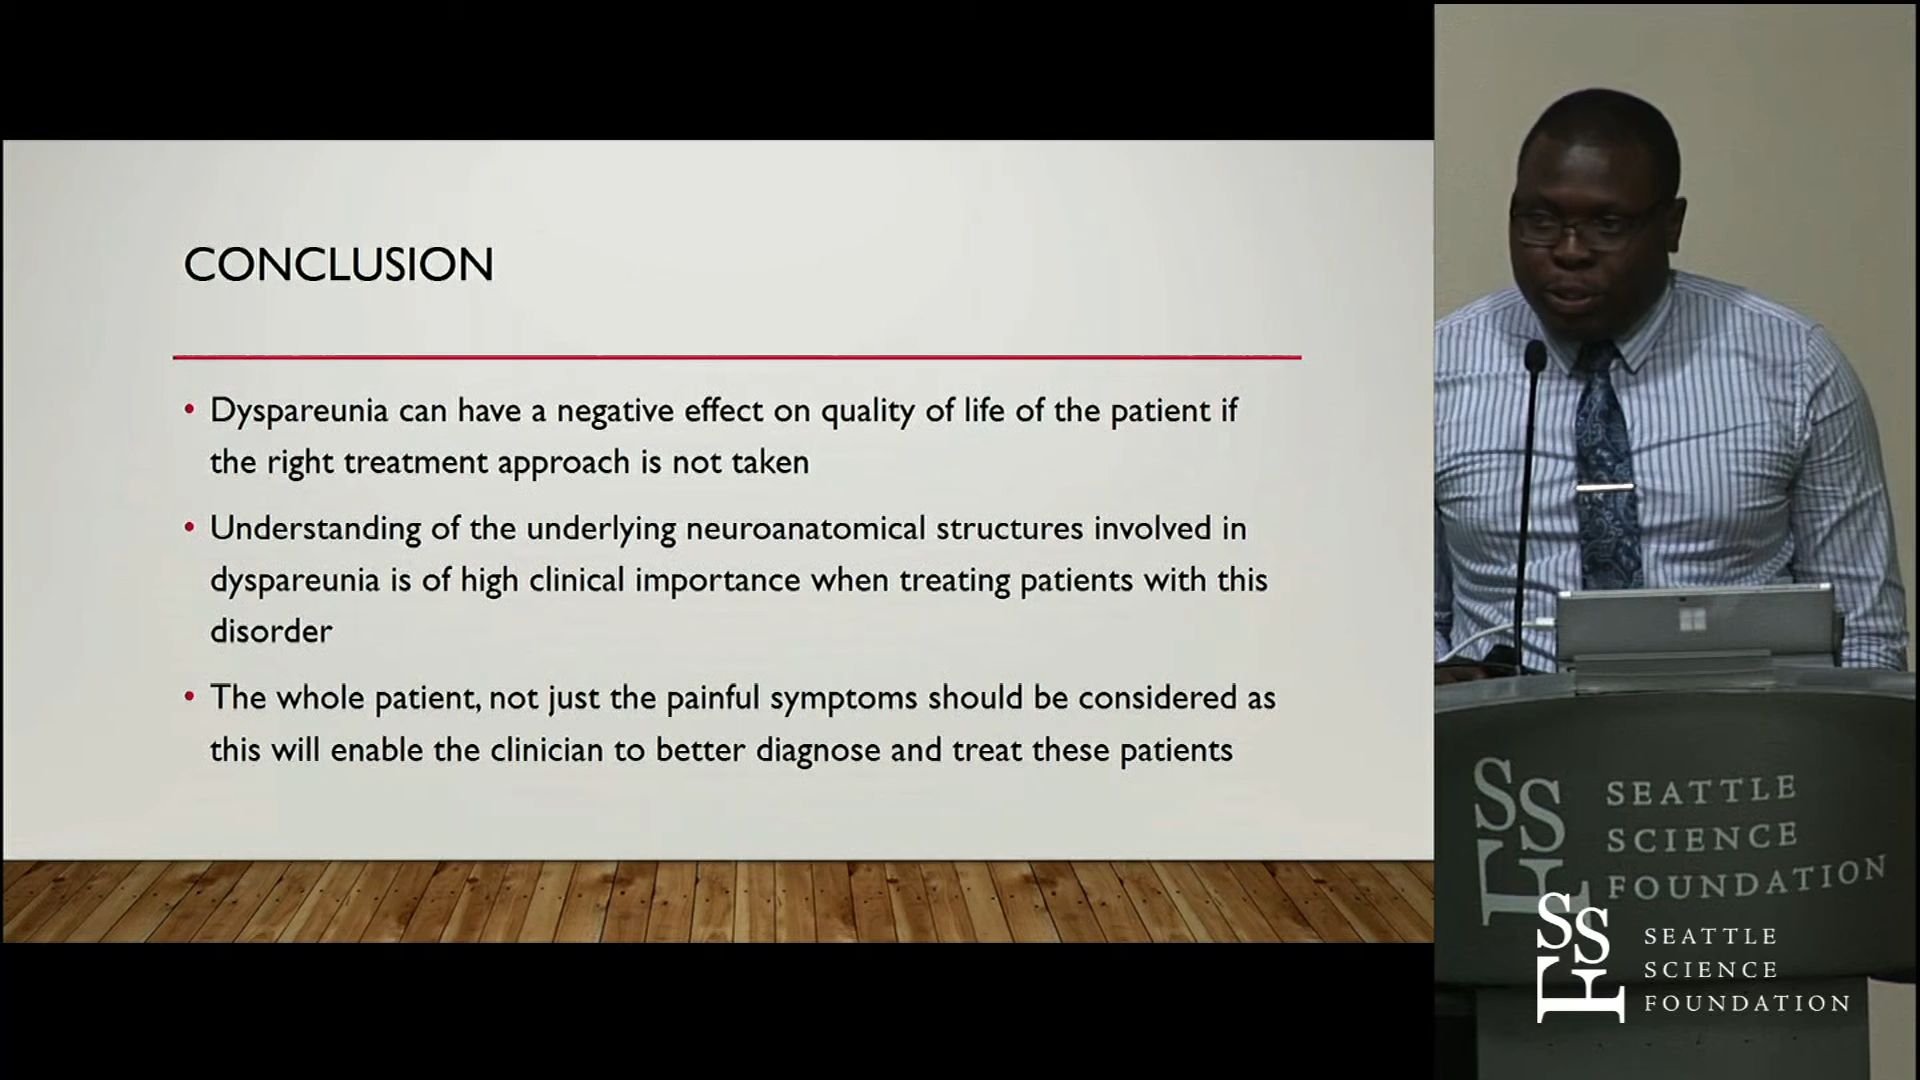 CONCLUSION
• Dyspareunia can have a negative effect on quality of life of the patient if
the right treatment approach is not taken
• Understanding of the underlying neuroanatomical structures involved in
dyspareunia is of high clinical importance when treating patients with this
disorder
• The whole patient, not just the painful symptoms should be considered as
this will enable the clinician to better diagnose and treat these patients
SSF
SEATTLE
SCIENCE
FOUNDATION
SSF
SEATTLE
SCIENCE
FOUNDATION